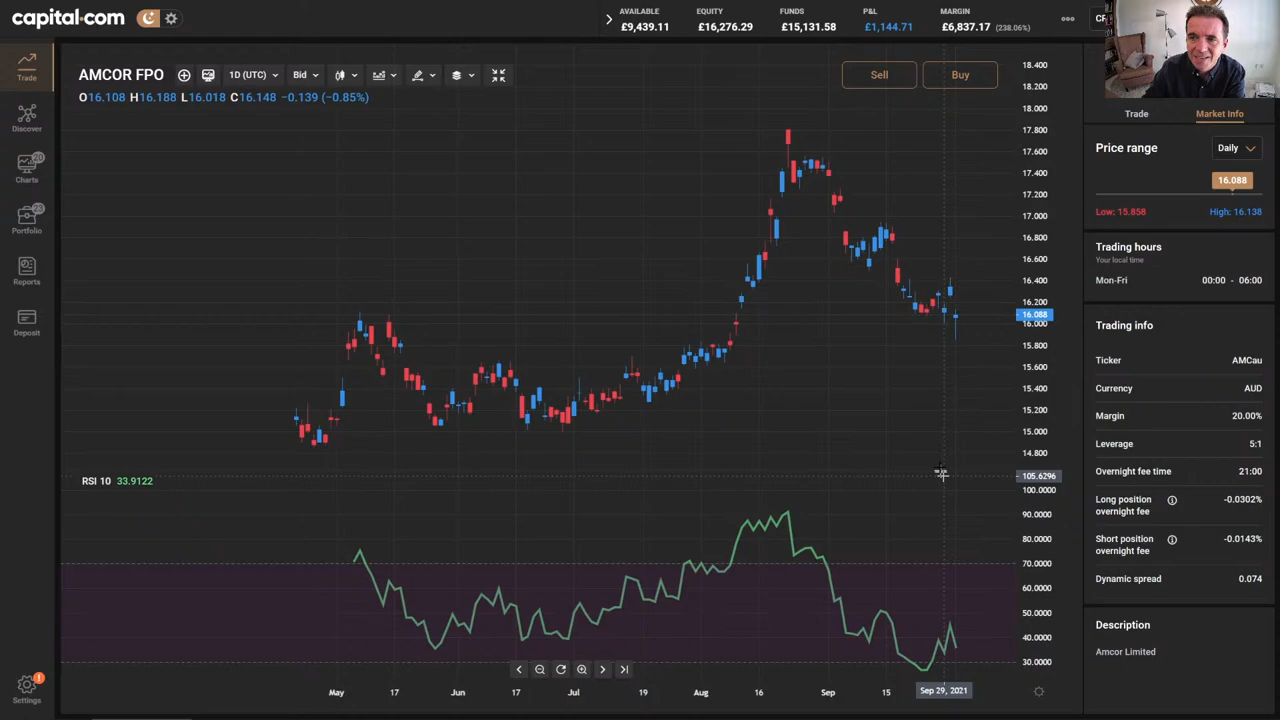 capital.com
AVAILABLE
£9,439.11
EQUITY
£16,276.29
FUNDS
£15,131.58
P&L
£1,144.71
MARGIN
£6,837.17 (238.06%)
Trade
Discover
Charts
20
Portfolio
23
Reports
Deposit
Settings
!
AMCOR FPO
1D (UTC)
Bid
O16.108 H16.188 L16.018 C16.148 −0.139 (−0.85%)
Sell
Buy
18.400
18.200
18.000
17.800
17.600
17.400
17.200
17.000
16.800
16.600
16.400
16.200
16.088
16.000
15.800
15.600
15.400
15.200
15.000
14.800
105.6296
RSI 10 33.9122
100.0000
90.0000
80.0000
70.0000
60.0000
50.0000
40.0000
30.0000
May
17
Jun
17
Jul
19
Aug
16
Sep
15
Sep 29, 2021
Trade
Market Info
Price range
Daily
16.088
Low: 15.858
High: 16.138
Trading hours
Your local time
Mon-Fri
00:00 - 06:00
Trading info
Ticker
AMCau
Currency
AUD
Margin
20.00%
Leverage
5:1
Overnight fee time
21:00
Long position
overnight fee
-0.0302%
Short position
overnight fee
-0.0143%
Dynamic spread
0.074
Description
Amcor Limited